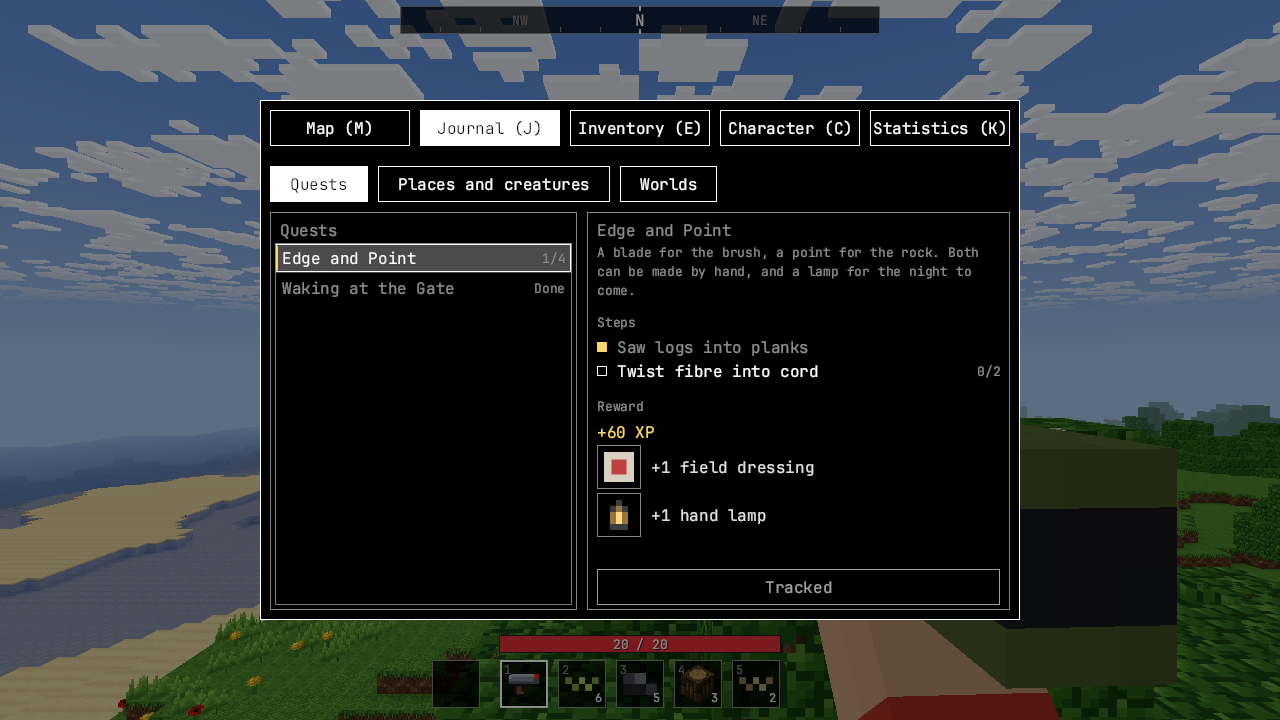 NW N NE
Map (M) Journal (J) Inventory (E) Character (C) Statistics (K)
Quests Places and creatures Worlds
Quests
Edge and Point 1/4
Waking at the Gate Done
Edge and Point
A blade for the brush, a point for the rock. Both
can be made by hand, and a lamp for the night to
come.
Steps
Saw logs into planks
Twist fibre into cord 0/2
Reward
+60 XP
+1 field dressing
+1 hand lamp
Tracked
20 / 20
1 2 3 4 5
6 5 3 2